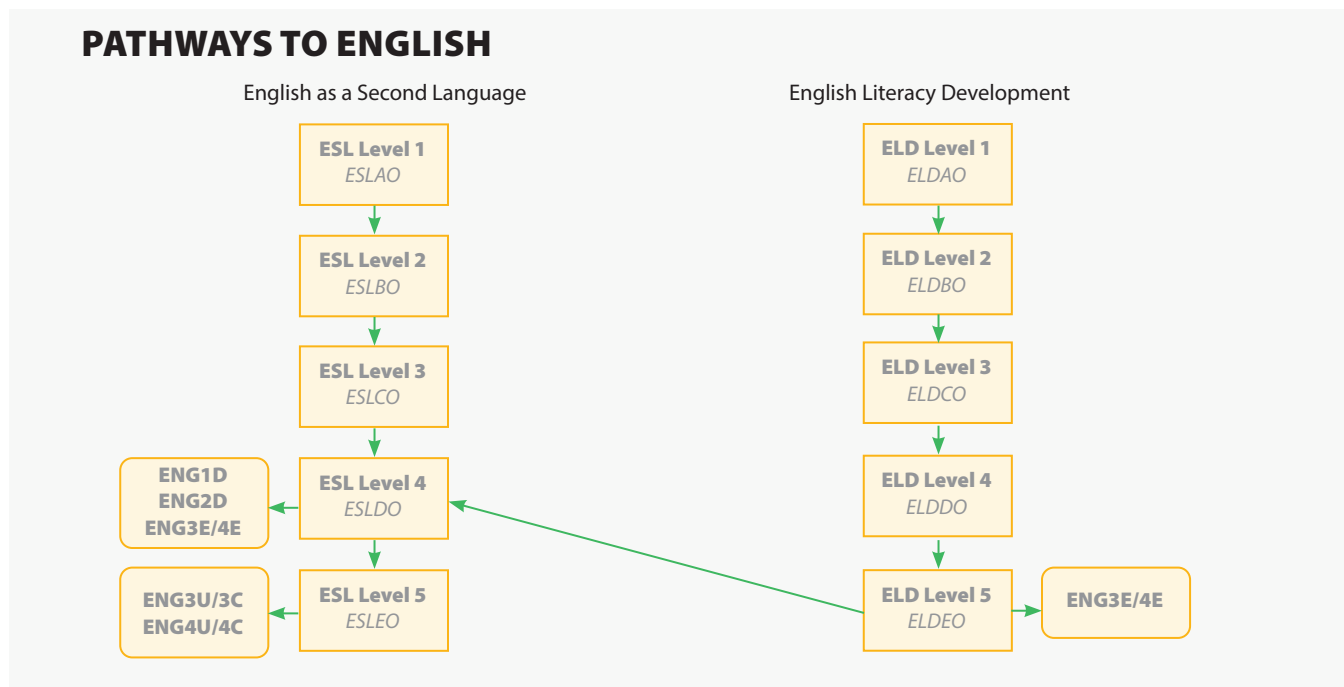 PATHWAYS TO ENGLISH
English as a Second Language
ESL Level 1
ESLAO
ESL Level 2
ESLBO
ESL Level 3
ESLCO
ENG1D
ENG2D
ENG3E/4E
ESL Level 4
ESLDO
ENG3U/3C
ENG4U/4C
ESL Level 5
ESLEO
English Literacy Development
ELD Level 1
ELDAO
ELD Level 2
ELDBO
ELD Level 3
ELDCO
ELD Level 4
ELDDO
ELD Level 5
ELDEO
ENG3E/4E